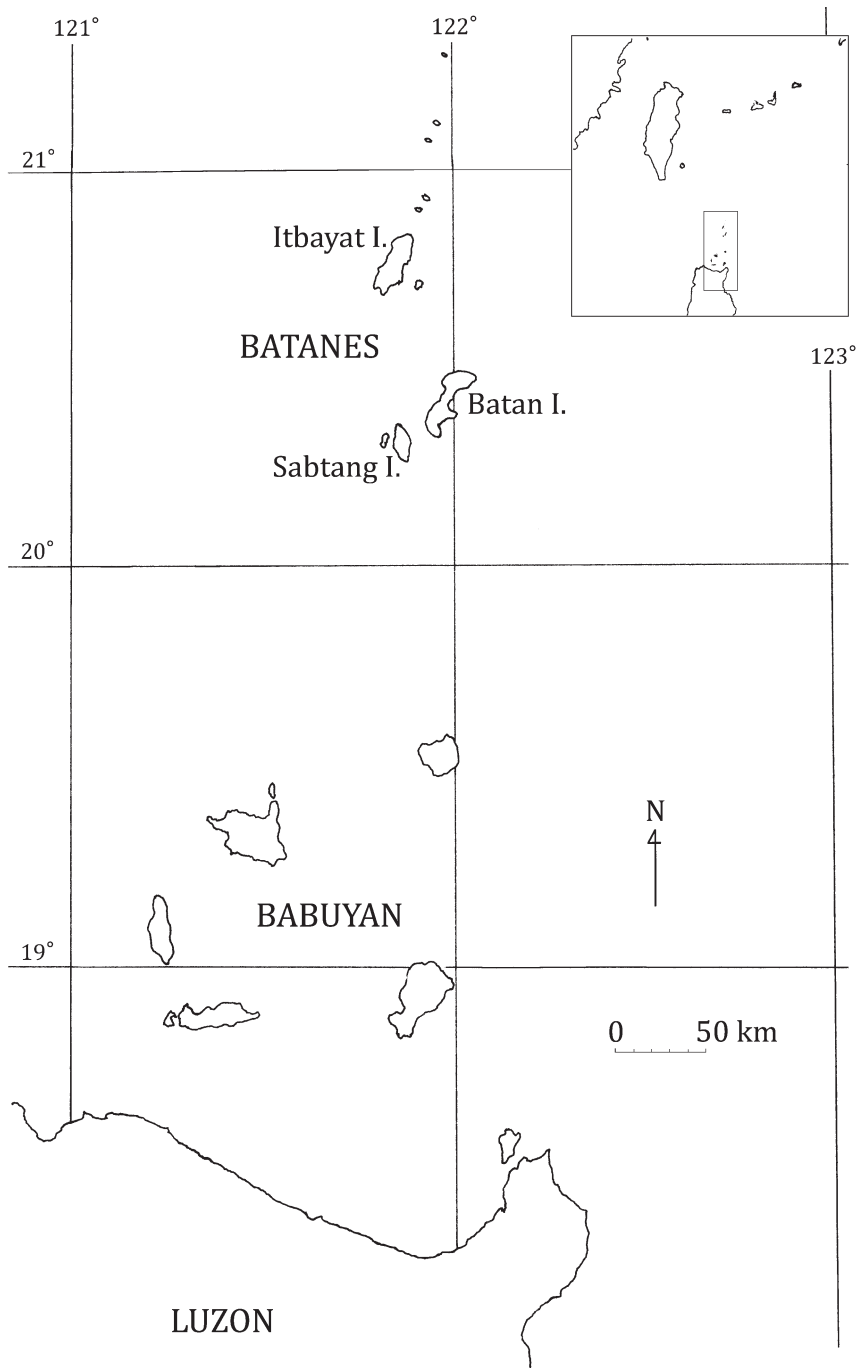 121°
122°
21°
Itbayat I.
BATANES
123°
Batan I.
Sabtang I.
20°
N
BABUYAN
19°
0 50 km
LUZON